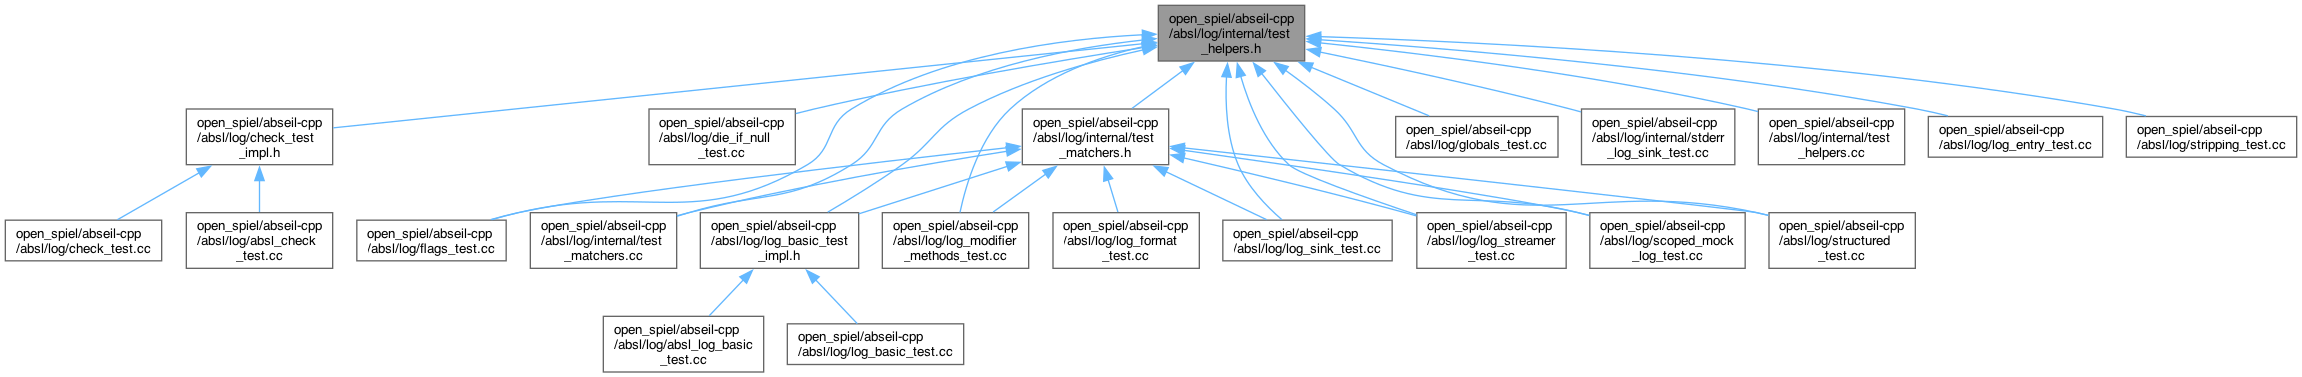 open_spiel/abseil-cpp
/absl/log/internal/test
_helpers.h
open_spiel/abseil-cpp
/absl/log/check_test
_impl.h
open_spiel/abseil-cpp
/absl/log/die_if_null
_test.cc
open_spiel/abseil-cpp
/absl/log/internal/test
_matchers.h
open_spiel/abseil-cpp
/absl/log/globals_test.cc
open_spiel/abseil-cpp
/absl/log/internal/stderr
_log_sink_test.cc
open_spiel/abseil-cpp
/absl/log/internal/test
_helpers.cc
open_spiel/abseil-cpp
/absl/log/log_entry_test.cc
open_spiel/abseil-cpp
/absl/log/stripping_test.cc
open_spiel/abseil-cpp
/absl/log/check_test.cc
open_spiel/abseil-cpp
/absl/log/absl_check
_test.cc
open_spiel/abseil-cpp
/absl/log/flags_test.cc
open_spiel/abseil-cpp
/absl/log/internal/test
_matchers.cc
open_spiel/abseil-cpp
/absl/log/log_basic_test
_impl.h
open_spiel/abseil-cpp
/absl/log/log_modifier
_methods_test.cc
open_spiel/abseil-cpp
/absl/log/log_format
_test.cc
open_spiel/abseil-cpp
/absl/log/log_sink_test.cc
open_spiel/abseil-cpp
/absl/log/log_streamer
_test.cc
open_spiel/abseil-cpp
/absl/log/scoped_mock
_log_test.cc
open_spiel/abseil-cpp
/absl/log/structured
_test.cc
open_spiel/abseil-cpp
/absl/log/absl_log_basic
_test.cc
open_spiel/abseil-cpp
/absl/log/log_basic_test.cc